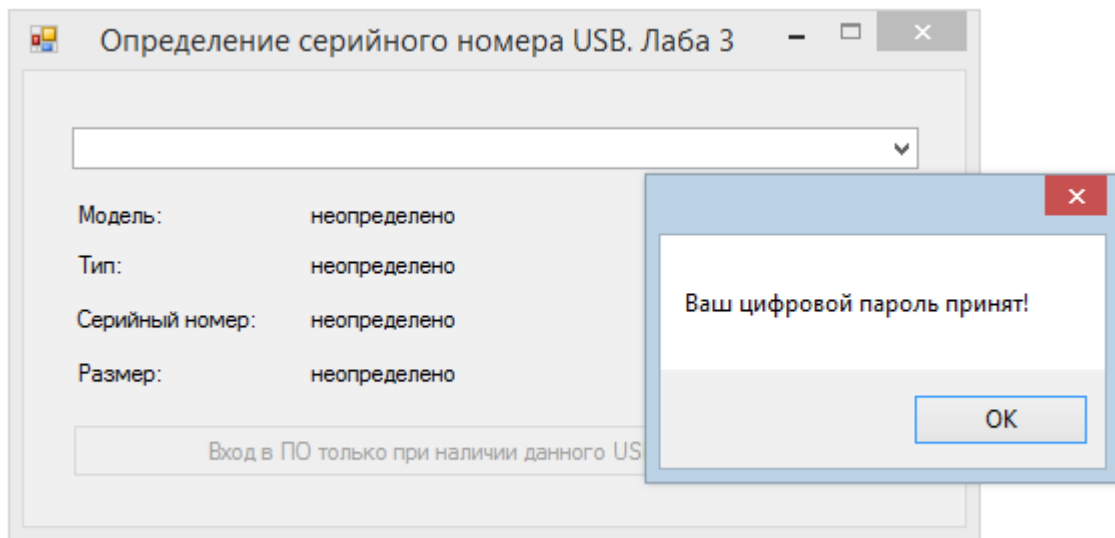 Определение серийного номера USB. Лаба 3
Модель: неопределено
Тип: неопределено
Серийный номер: неопределено
Размер: неопределено
Вход в ПО только при наличии данного US
Ваш цифровой пароль принят!
OK